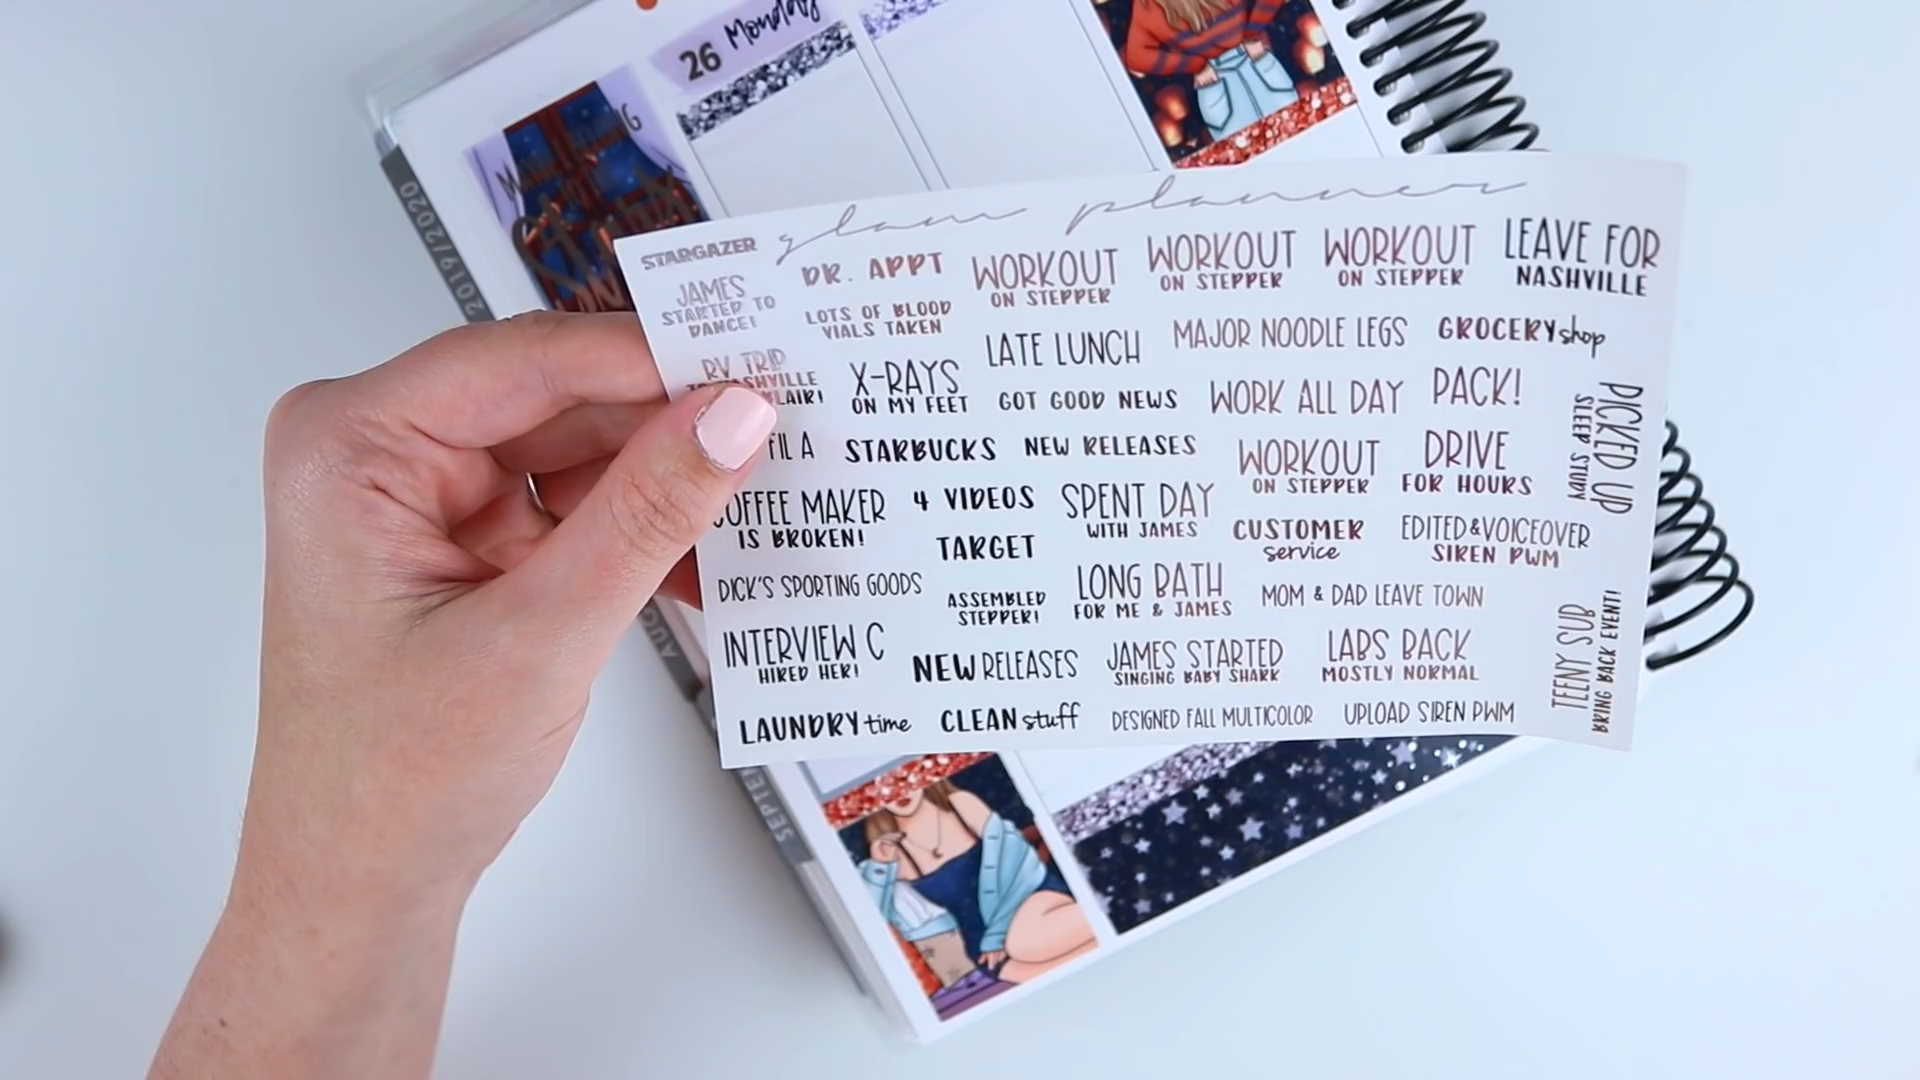 26 Monday
2019/2020
glam planner
STARGAZER
JAMES
STARTED TO
DANCE!
DR. APPT
LOTS OF BLOOD
VIALS TAKEN
WORKOUT
ON STEPPER
WORKOUT
ON STEPPER
WORKOUT
ON STEPPER
LEAVE FOR
NASHVILLE
RV TRIP
NASHVILLE
X-RAYS
ON MY FEET
LATE LUNCH
MAJOR NOODLE LEGS
GROCERY shop
GOT GOOD NEWS
WORK ALL DAY
PACK!
PICKED UP
SLEEP STUDY
FIL A
STARBUCKS
NEW RELEASES
WORKOUT
ON STEPPER
DRIVE
FOR HOURS
COFFEE MAKER
IS BROKEN!
4 VIDEOS
SPENT DAY
WITH JAMES
TARGET
CUSTOMER
service
EDITED & VOICEOVER
SIREN PWM
DICK'S SPORTING GOODS
ASSEMBLED
STEPPER!
LONG BATH
FOR ME & JAMES
MOM & DAD LEAVE TOWN
INTERVIEW C
HIRED HER!
NEW RELEASES
JAMES STARTED
SINGING BABY SHARK
LABS BACK
MOSTLY NORMAL
TEENY SUB
BRING BACK EVENT!
LAUNDRY time
CLEAN stuff
DESIGNED FALL MULTICOLOR
UPLOAD SIREN PWM